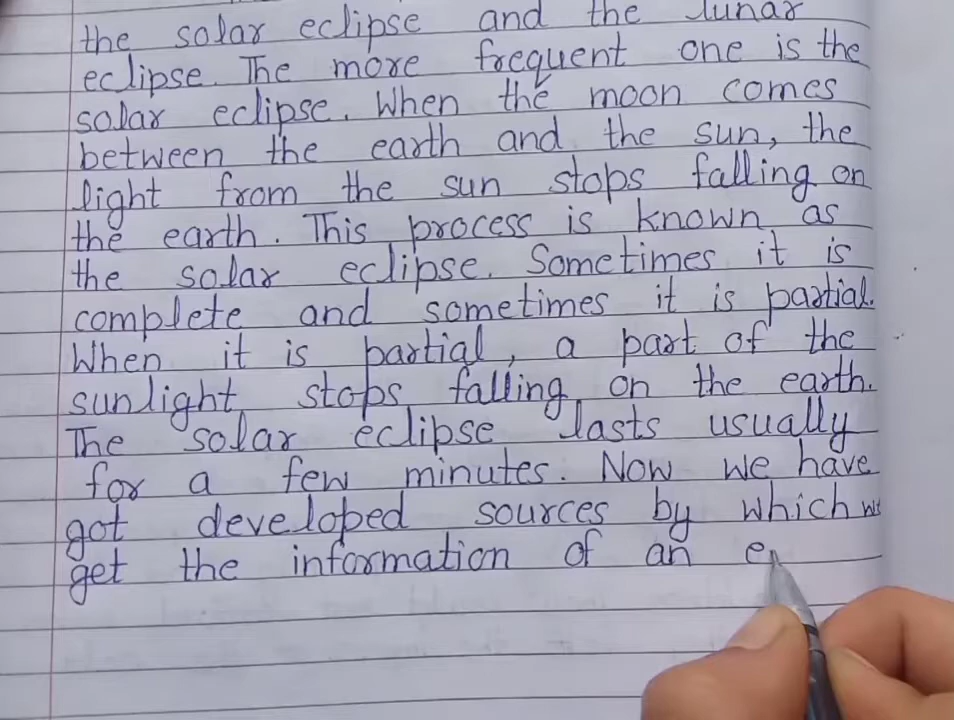 the solar eclipse and the lunar
eclipse. The more frequent one is the
solar eclipse. When the moon comes
between the earth and the sun, the
light from the sun stops falling on
the earth. This process is known as
the solar eclipse. Sometimes it is
complete and sometimes it is partial.
When it is partial, a part of the
sunlight stops falling on the earth.
The solar eclipse lasts usually
for a few minutes. Now we have
got developed sources by which we
get the information of an